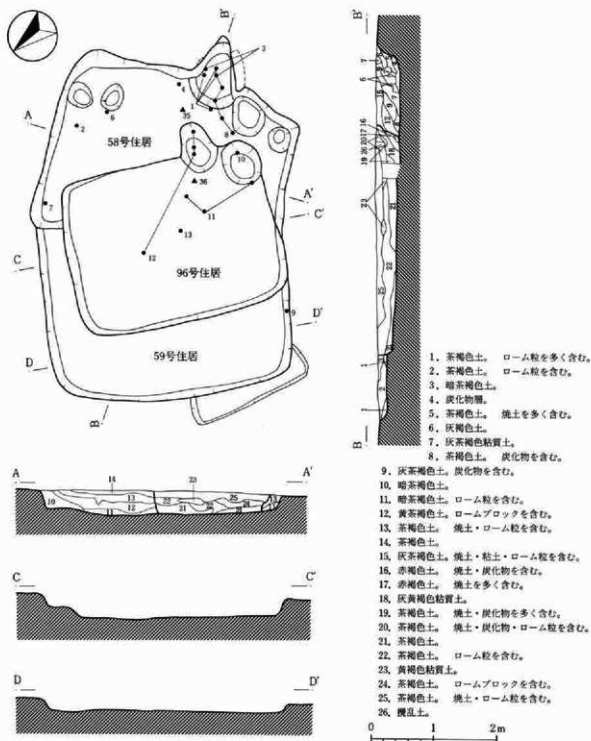 B'
A
58号住居
A'
C'
C
96号住居
D'
59号住居
D
B
A
A'
C
C'
D
D'
B'
B
1. 茶褐色土。 ローム粒を多く含む。
2. 茶褐色土。 ローム粒を含む。
3. 暗茶褐色土。
4. 炭化物層。
5. 茶褐色土。 焼土を多く含む。
6. 灰褐色土。
7. 灰茶褐色粘質土。
8. 茶褐色土。 炭化物を含む。
9. 灰茶褐色土。炭化物を含む。
10. 暗茶褐色土。
11. 暗茶褐色土。ローム粒を含む。
12. 黄茶褐色土。ロームブロックを含む。
13. 茶褐色土。 焼土・ローム粒を含む。
14. 茶褐色土。
15. 灰茶褐色土。焼土・粘土・ローム粒を含む。
16. 赤褐色土。 焼土・炭化物を含む。
17. 赤褐色土。 焼土を多く含む。
18. 灰黄褐色粘質土。
19. 茶褐色土。 焼土・炭化物を多く含む。
20. 茶褐色土。 焼土・炭化物・ローム粒を含む。
21. 茶褐色土。
22. 茶褐色土。 ローム粒を含む。
23. 黄褐色粘質土。
24. 茶褐色土。 ロームブロックを含む。
25. 茶褐色土。 焼土・ローム粒を含む。
26. 攪乱土。
0 2m